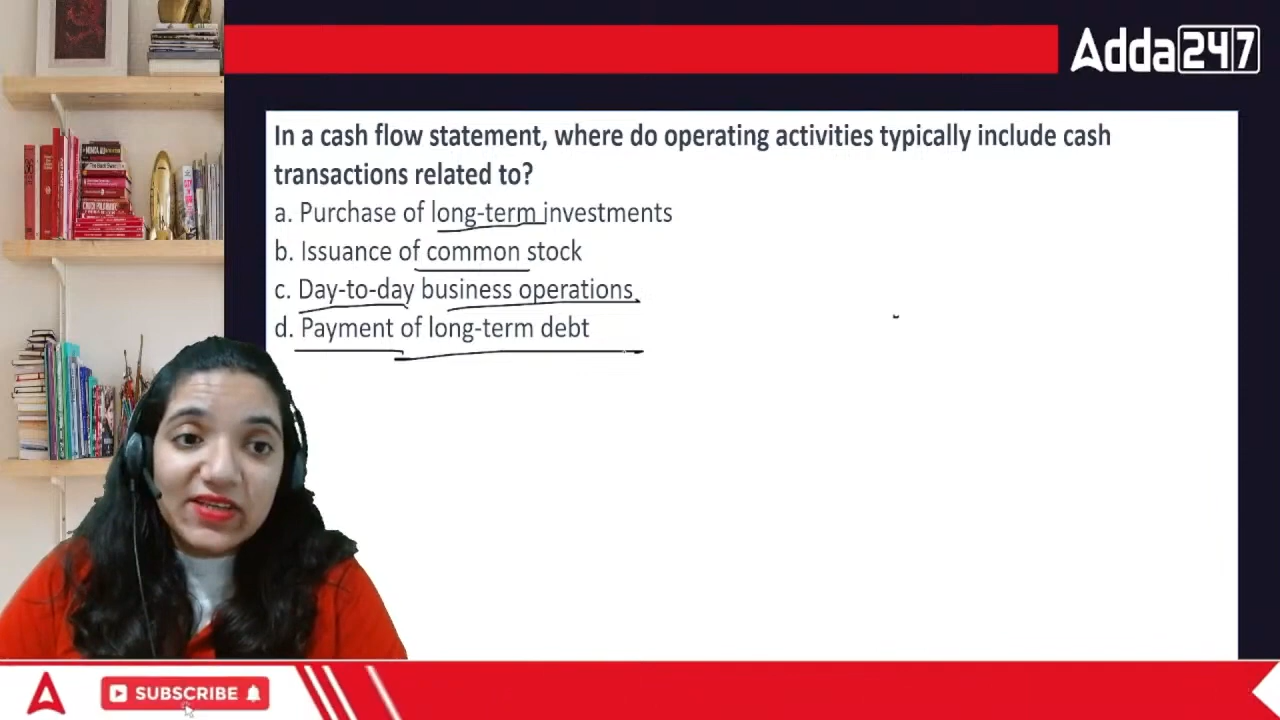 Adda247
In a cash flow statement, where do operating activities typically include cash
transactions related to?
a. Purchase of long-term investments
b. Issuance of common stock
c. Day-to-day business operations
d. Payment of long-term debt
SUBSCRIBE